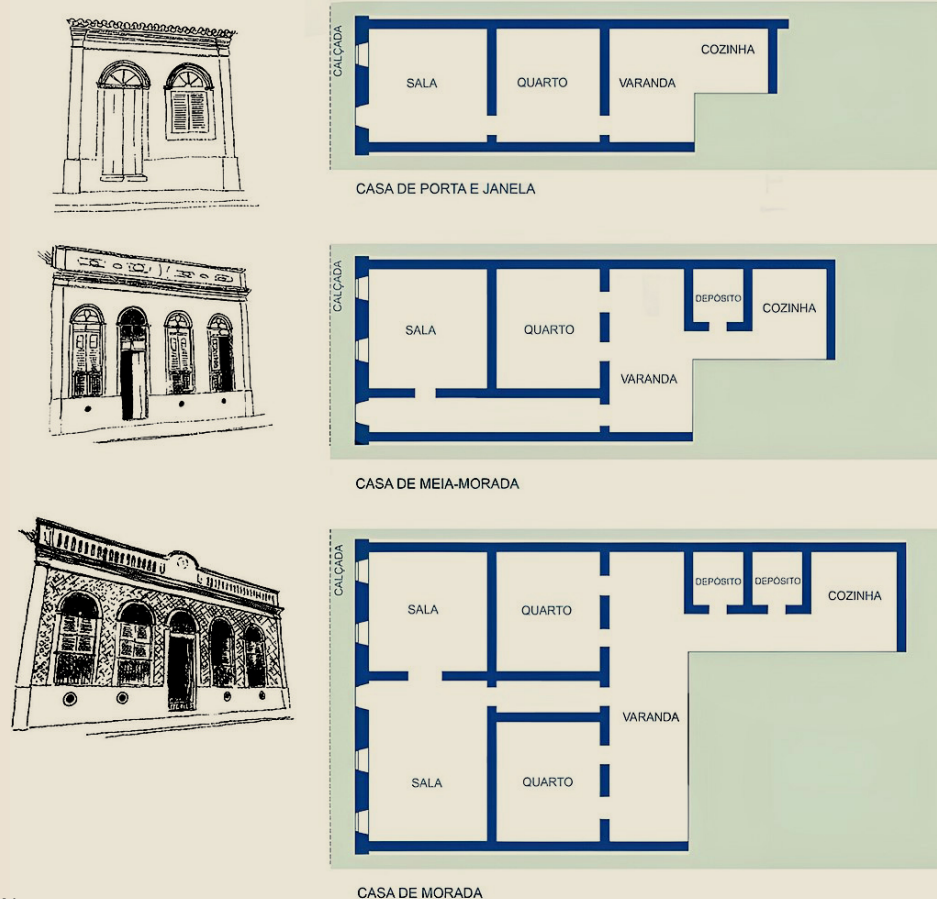 CALÇADA
SALA
QUARTO
VARANDA
COZINHA
CASA DE PORTA E JANELA
CALÇADA
SALA
QUARTO
VARANDA
DEPÓSITO
COZINHA
CASA DE MEIA-MORADA
CALÇADA
SALA
QUARTO
DEPÓSITO
DEPÓSITO
COZINHA
VARANDA
SALA
QUARTO
CASA DE MORADA